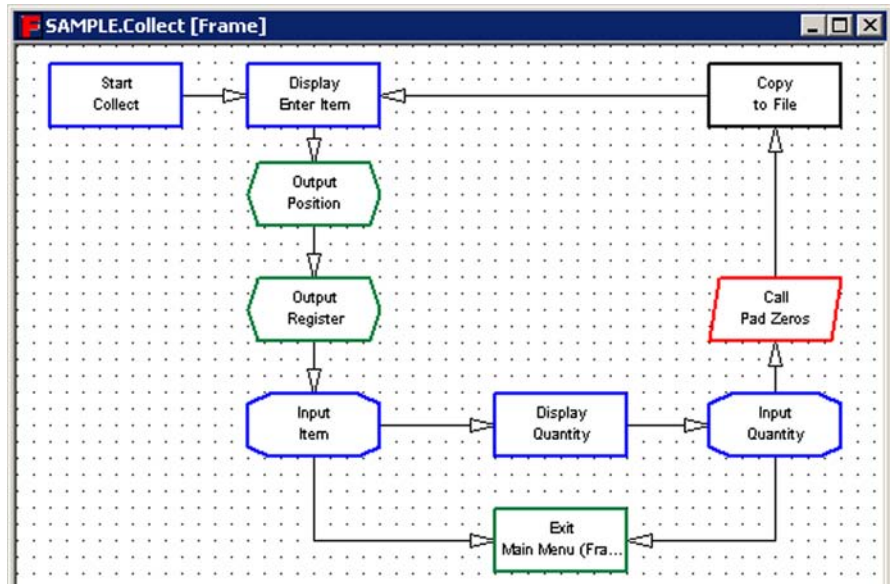 SAMPLE.Collect [Frame]
Start
Collect
Display
Enter Item
Copy
to File
Output
Position
Output
Register
Call
Pad Zeros
Input
Item
Display
Quantity
Input
Quantity
Exit
Main Menu (Fra...